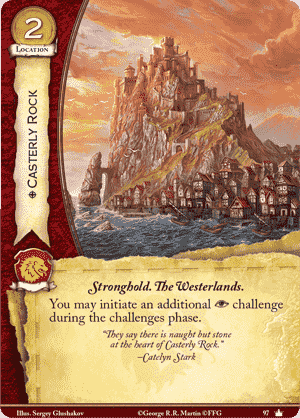 2
LOCATION
CASTERLY ROCK
Stronghold. The Westerlands.
You may initiate an additional challenge
during the challenges phase.
"They say there is naught but stone
at the heart of Casterly Rock."
–Catelyn Stark
Illus. Sergey Glushakov
©George R.R. Martin ©FFG
97